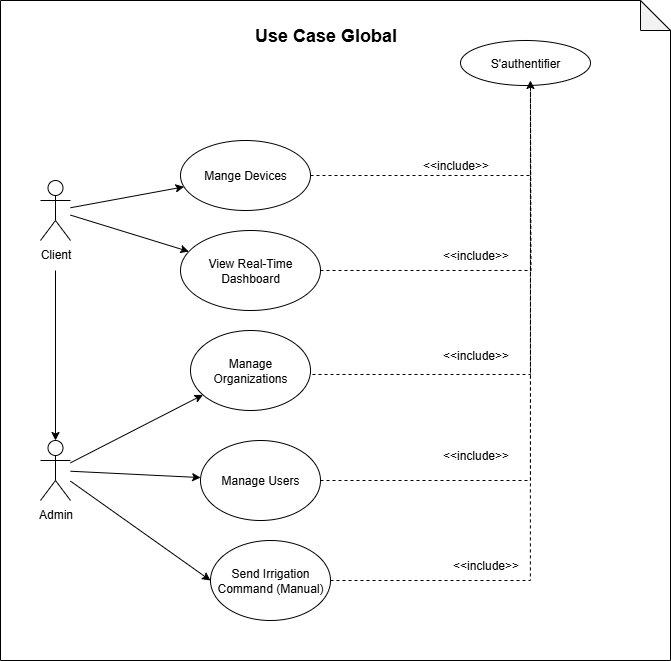 Use Case Global
S'authentifier
<<include>>
Mange Devices
Client
<<include>>
View Real-Time
Dashboard
<<include>>
Manage
Organizations
<<include>>
Manage Users
Admin
<<include>>
Send Irrigation
Command (Manual)